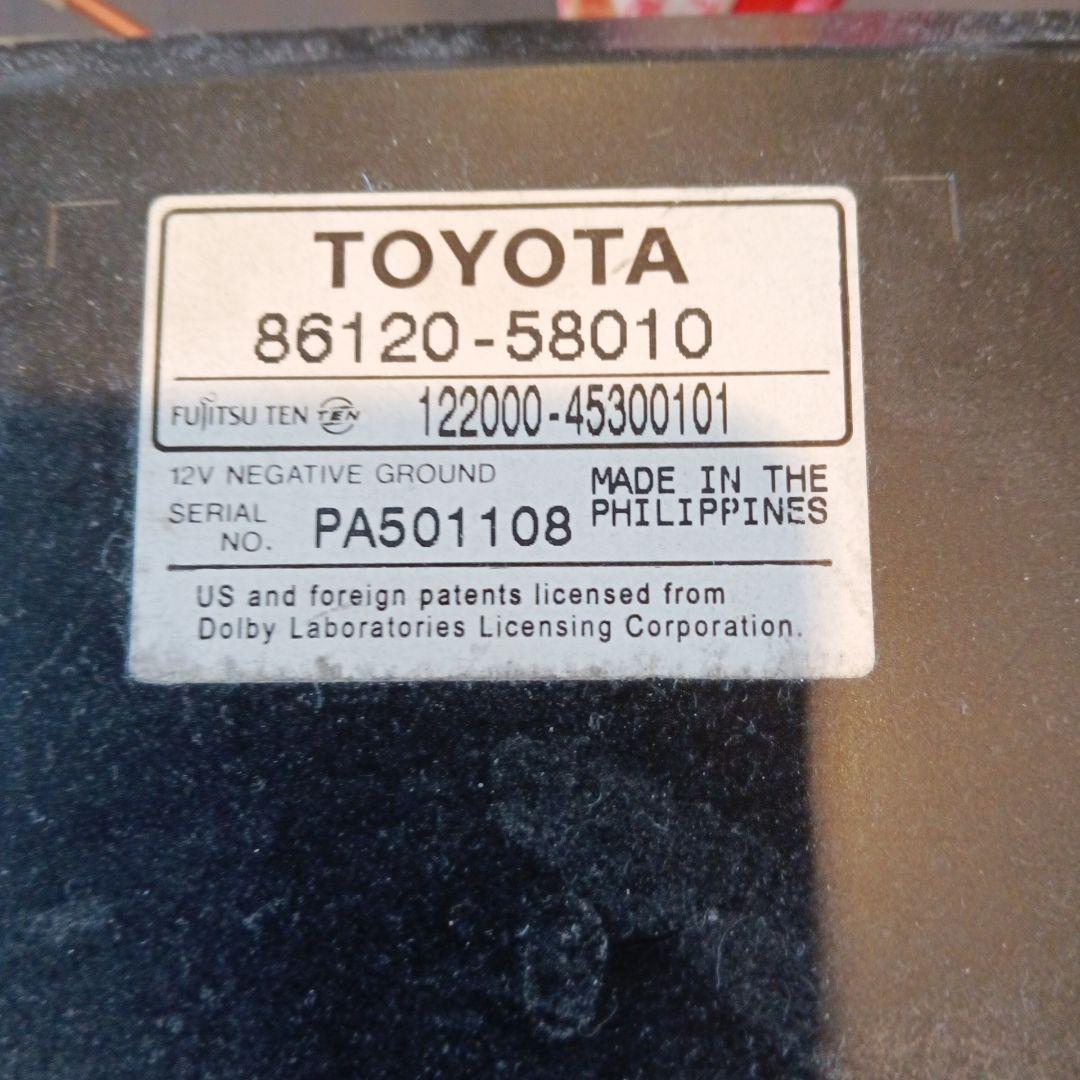 TOYOTA
86120-58010
FUJITSU TEN TEN 122000-45300101
12V NEGATIVE GROUND
MADE IN THE
PHILIPPINES
SERIAL
NO. PA501108
US and foreign patents licensed from
Dolby Laboratories Licensing Corporation.